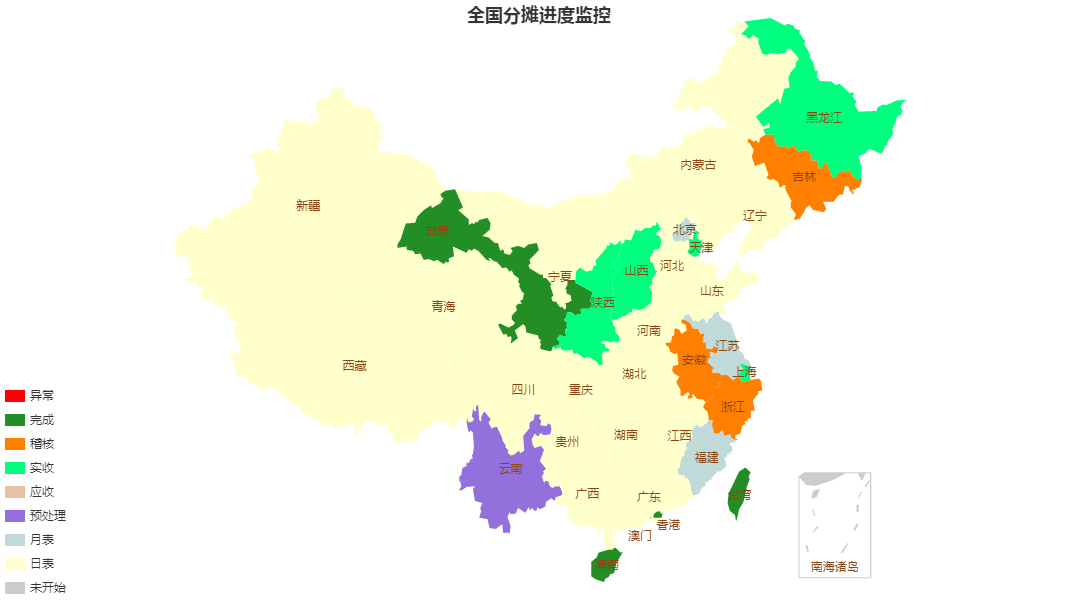 全国分摊进度监控
黑龙江
内蒙古
吉林
新疆
辽宁
甘肃
北京
天津
河北
山西
宁夏
山东
陕西
青海
河南
江苏
安徽
西藏
上海
湖北
四川
重庆
浙江
湖南
江西
贵州
福建
云南
广西
广东
台湾
香港
澳门
海南
南海诸岛
异常
完成
稽核
实收
应收
预处理
月表
日表
未开始